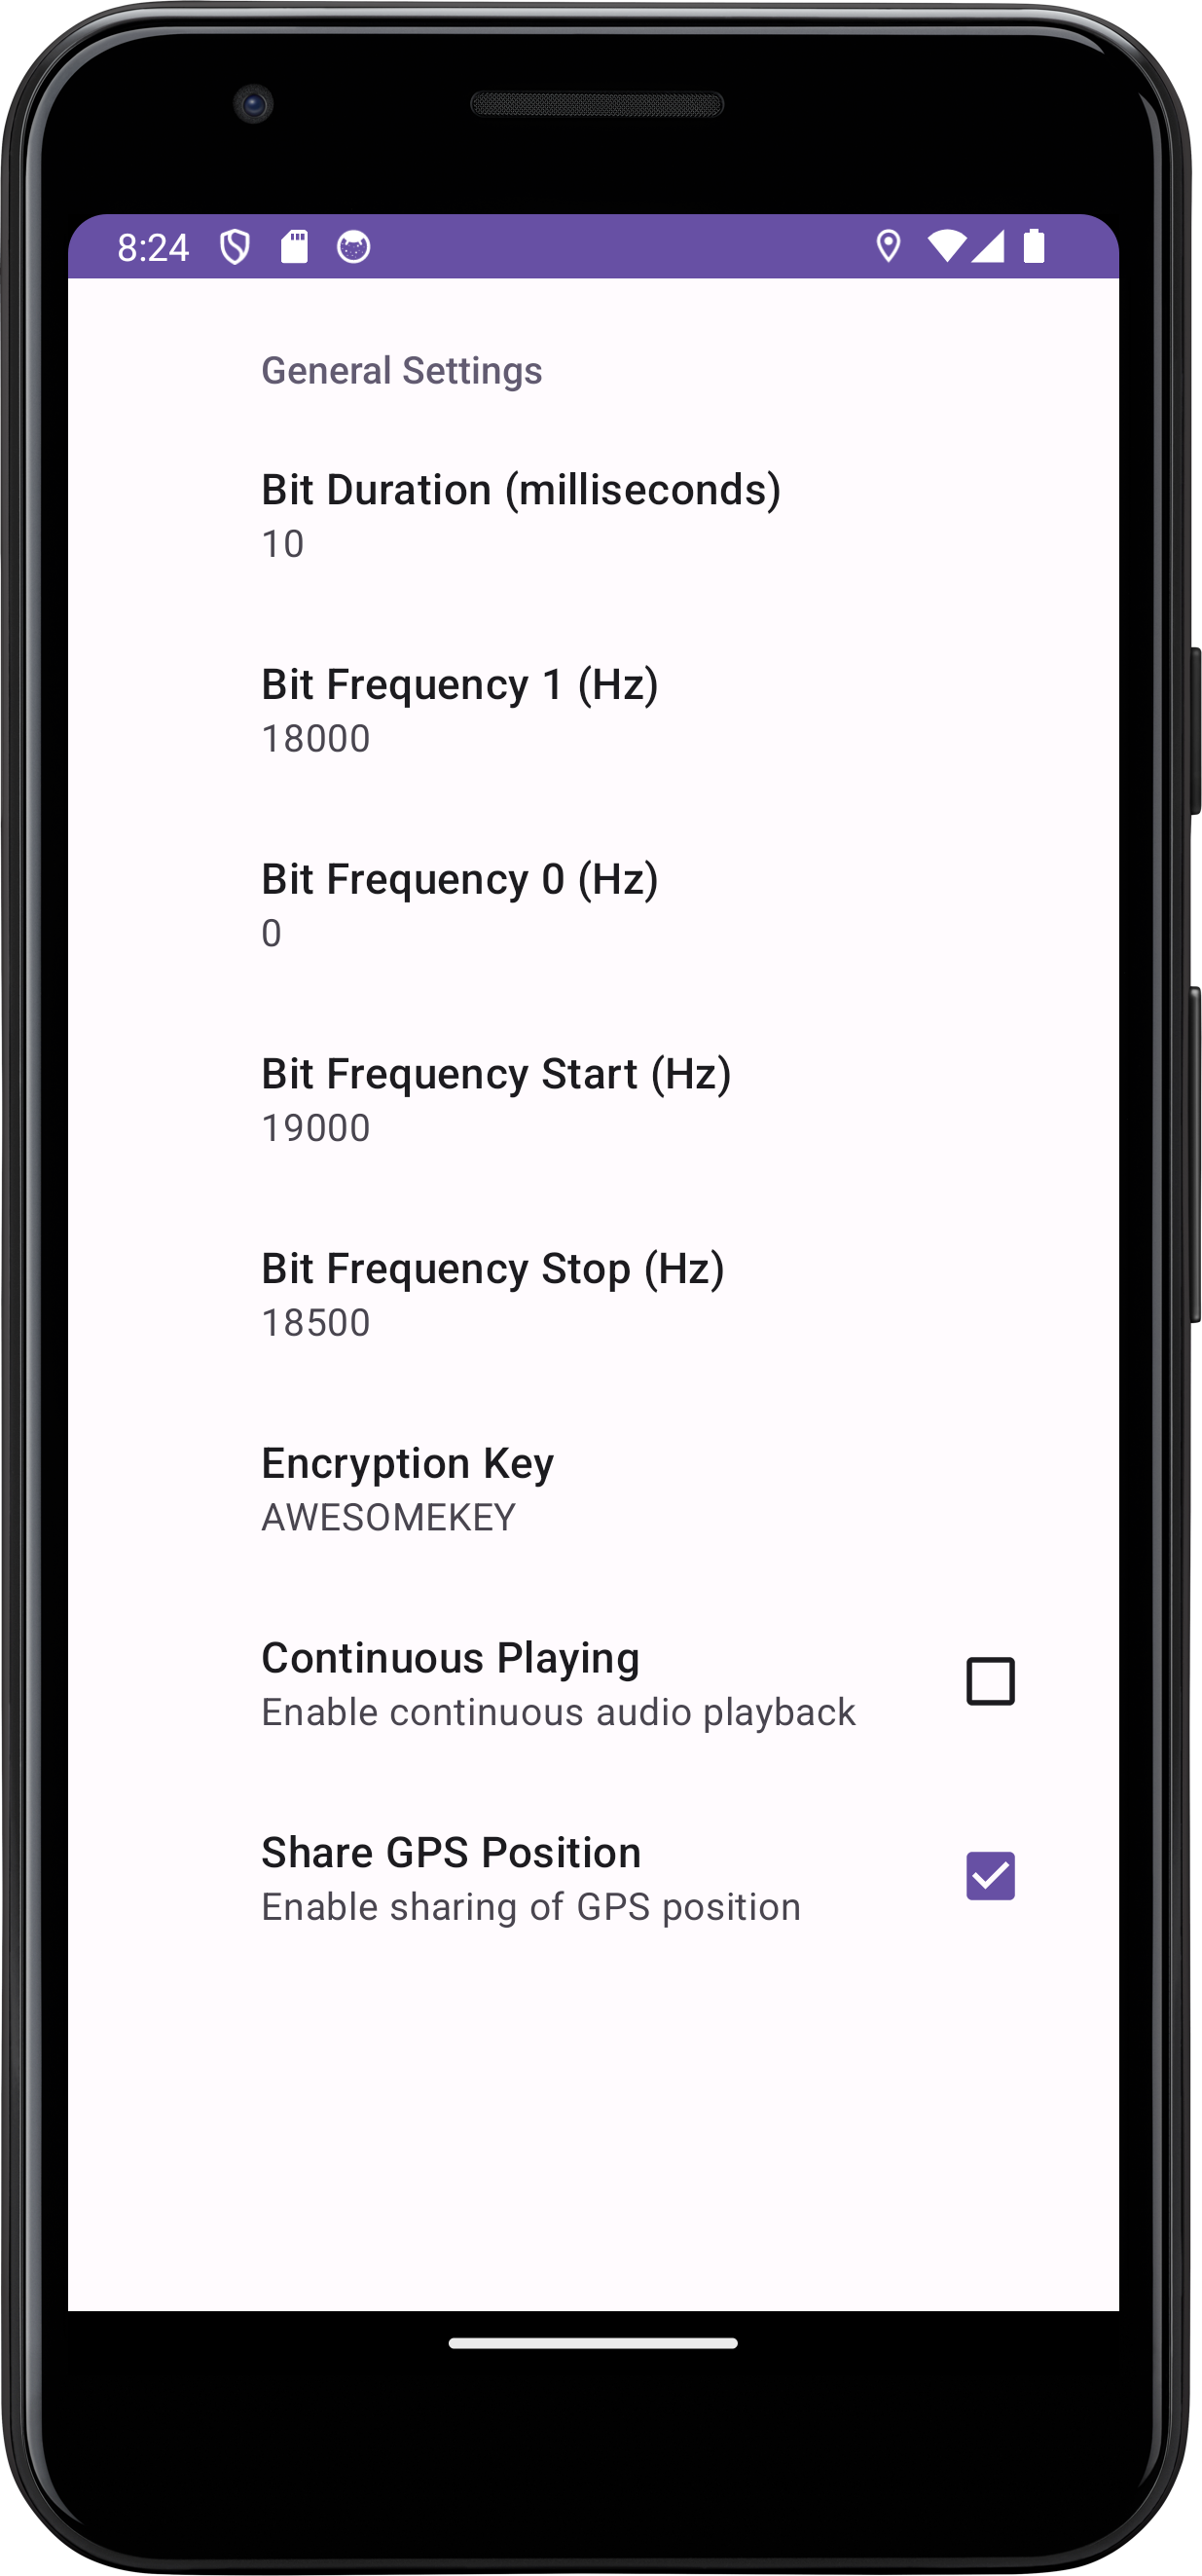 8:24
General Settings
Bit Duration (milliseconds)
10
Bit Frequency 1 (Hz)
18000
Bit Frequency 0 (Hz)
0
Bit Frequency Start (Hz)
19000
Bit Frequency Stop (Hz)
18500
Encryption Key
AWESOMEKEY
Continuous Playing
Enable continuous audio playback
Share GPS Position
Enable sharing of GPS position